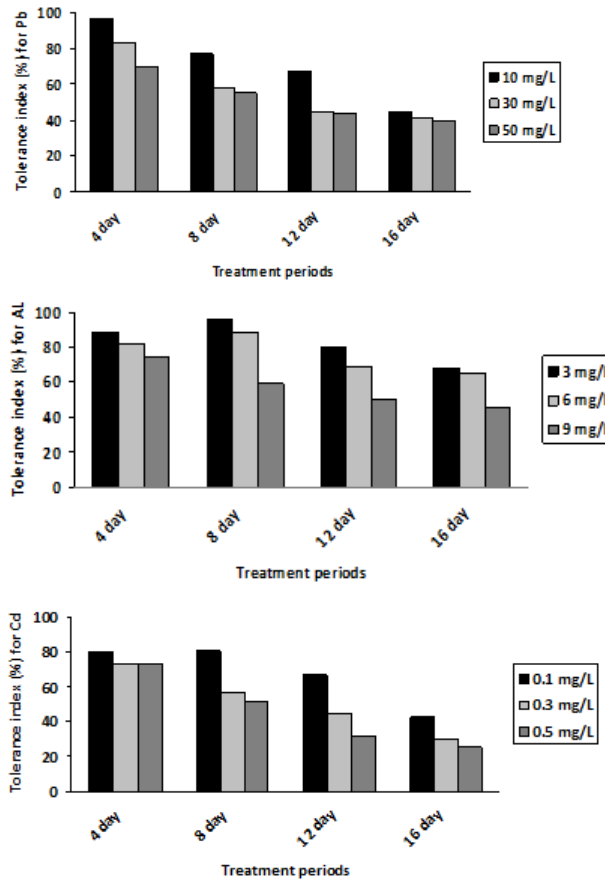 Tolerance index (%) for Pb
100
80
60
40
20
0
4 day
8 day
12 day
16 day
Treatment periods
10 mg/L
30 mg/L
50 mg/L
Tolerance index (%) for AL
100
80
60
40
20
0
4 day
8 day
12 day
16 day
Treatment periods
3 mg/L
6 mg/L
9 mg/L
Tolerance index (%) for Cd
100
80
60
40
20
0
4 day
8 day
12 day
16 day
Treatment periods
0.1 mg/L
0.3 mg/L
0.5 mg/L